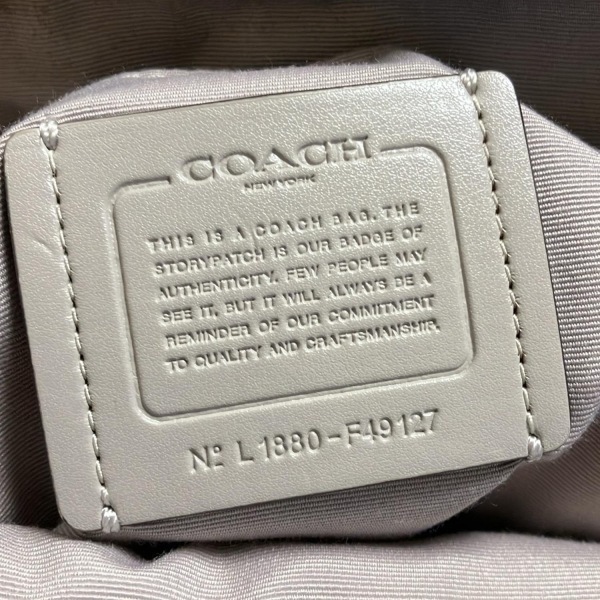 COACH
NEW YORK
THIS IS A COACH BAG. THE
STORYPATCH IS OUR BADGE OF
AUTHENTICITY. FEW PEOPLE MAY
SEE IT, BUT IT WILL ALWAYS BE A
REMINDER OF OUR COMMITMENT
TO QUALITY AND CRAFTSMANSHIP.
Nº L1880-F49127